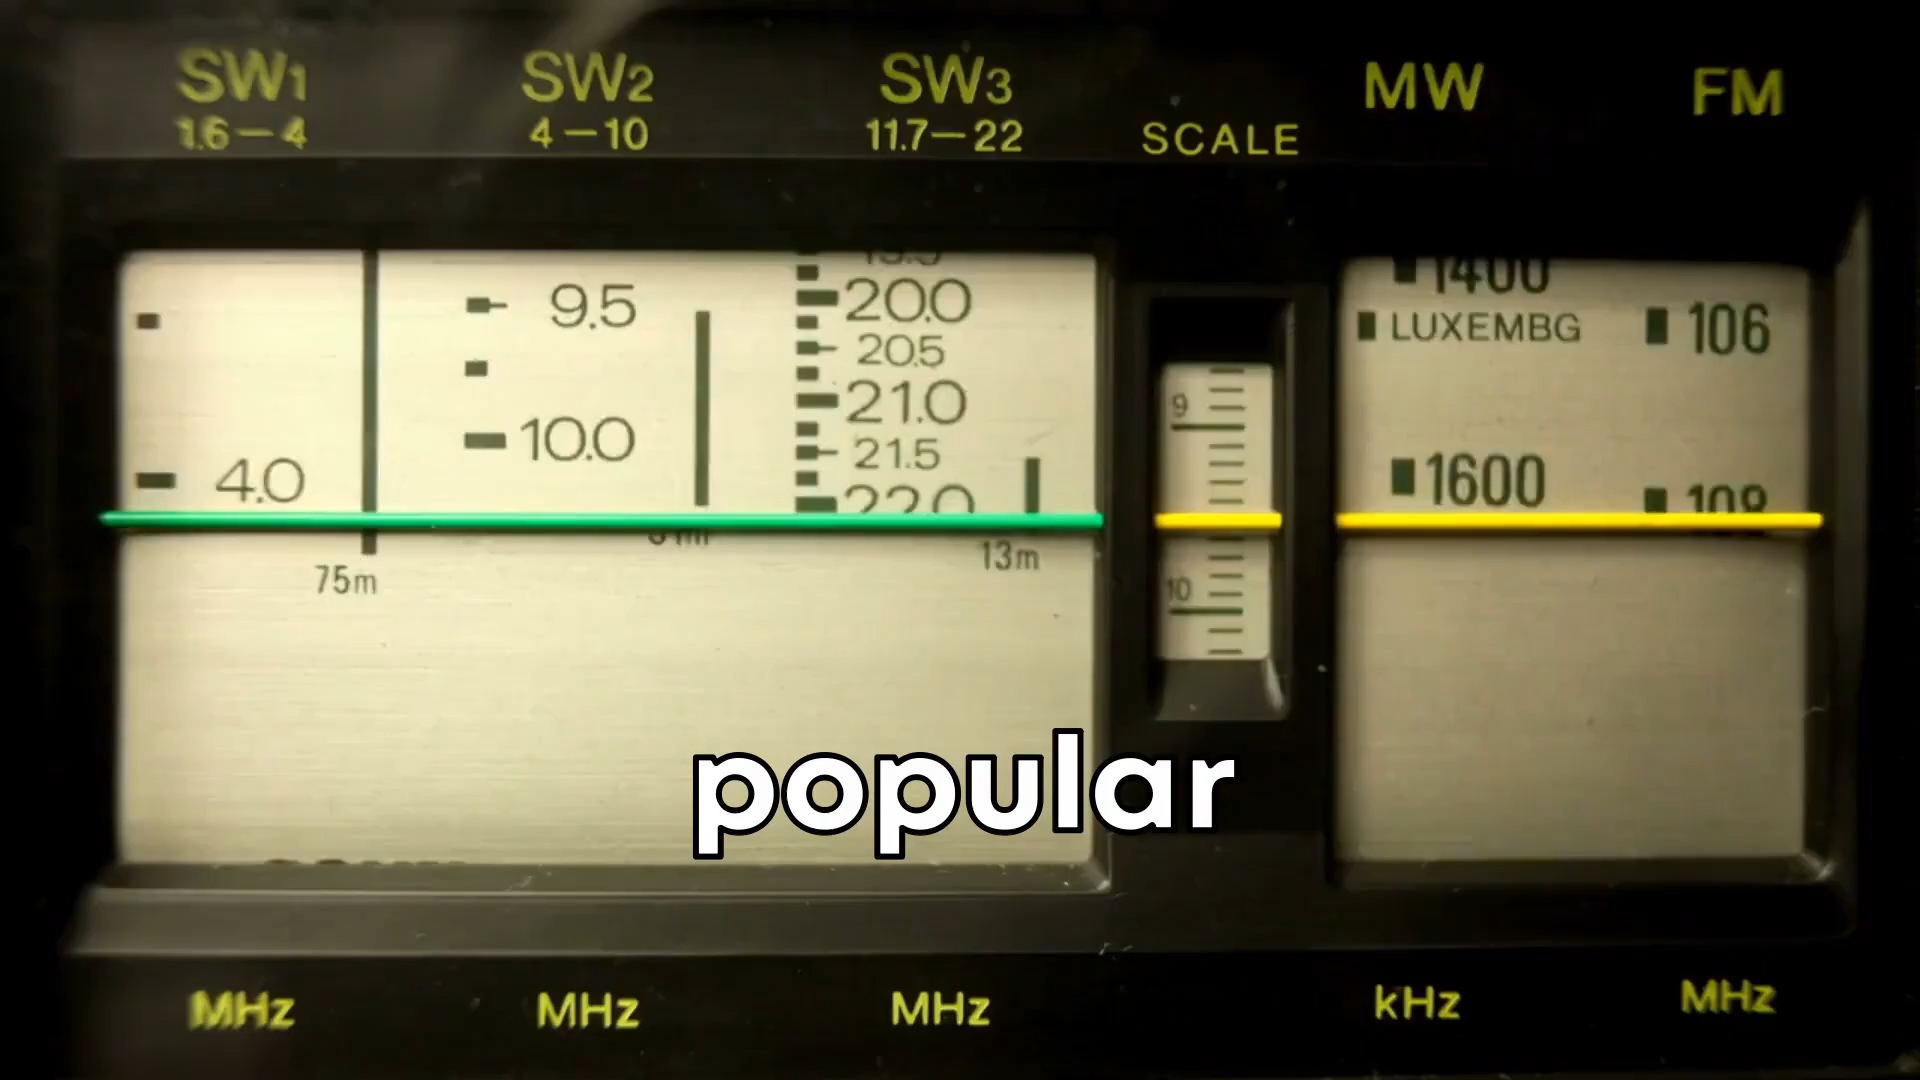 SW1 SW2 SW3 MW FM
1.6—4 4—10 11.7—22 SCALE
1400
9.5 20.0 LUXEMBG 106
20.5
21.0 9
10.0 21.5
4.0 22.0 1600 108
13m
75m 10
popular
MHz MHz MHz kHz MHz